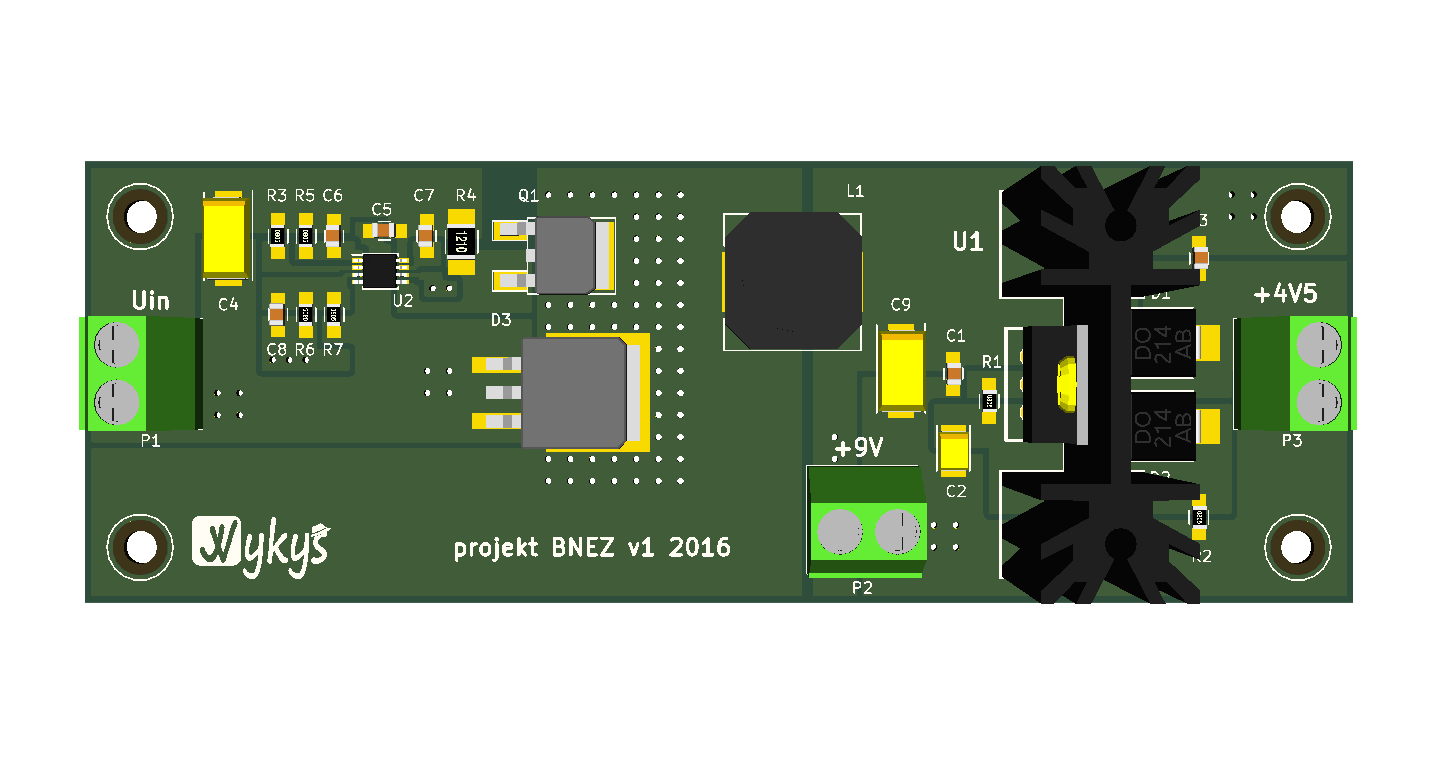 R3 R5 C6
C5
C7
R4
Q1
L1
3
U1
Uin
C4
U2
D3
1210
+4V5
D1
C9
C1
R1
C8 R6 R7
DO
214
AB
DO
214
AB
P1
P3
+9V
C2
D2
R2
Wykys
projekt BNEZ v1 2016
P2